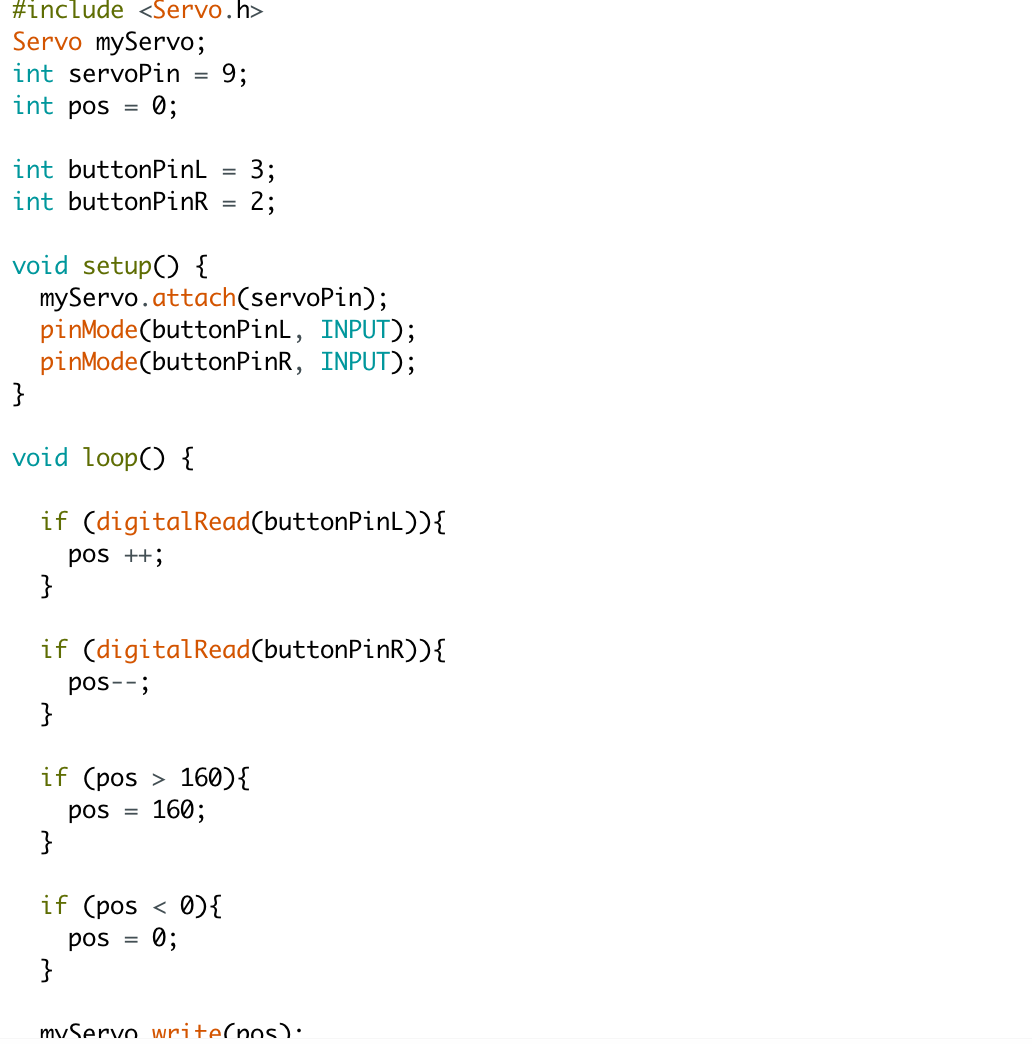 #include <Servo.h>
Servo myServo;
int servoPin = 9;
int pos = 0;

int buttonPinL = 3;
int buttonPinR = 2;

void setup() {
  myServo.attach(servoPin);
  pinMode(buttonPinL, INPUT);
  pinMode(buttonPinR, INPUT);
}

void loop() {

  if (digitalRead(buttonPinL)){
    pos ++;
  }

  if (digitalRead(buttonPinR)){
    pos--;
  }

  if (pos > 160){
    pos = 160;
  }

  if (pos < 0){
    pos = 0;
  }

  myServo.write(pos);